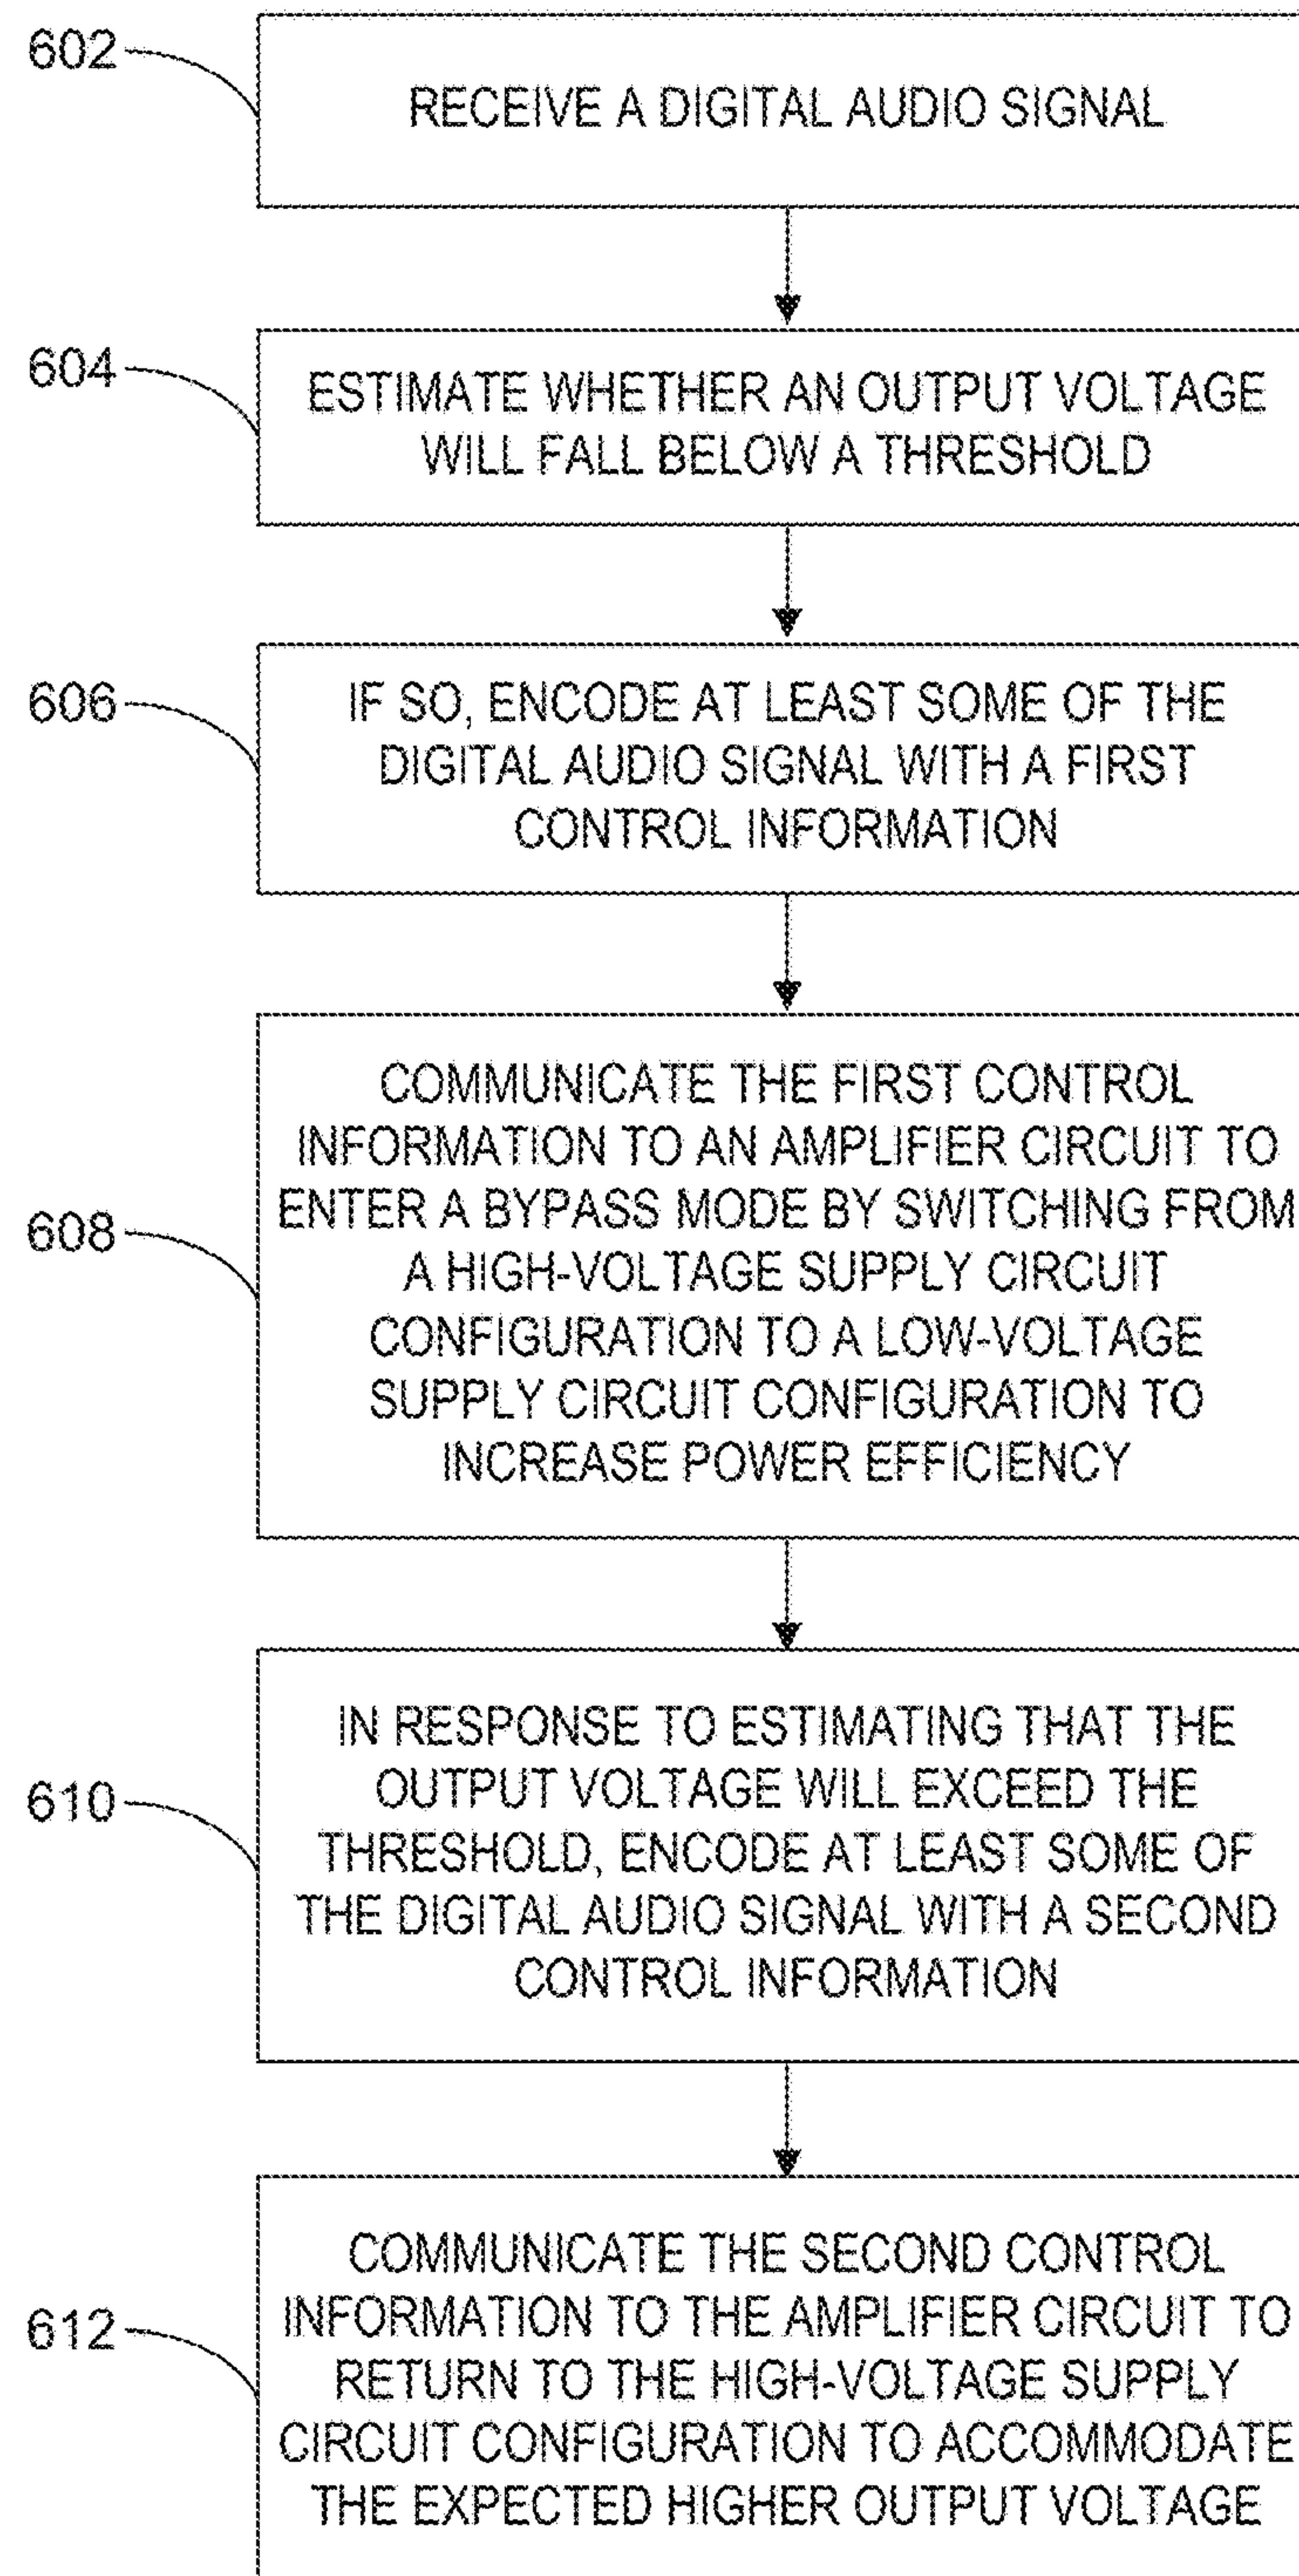 602
RECEIVE A DIGITAL AUDIO SIGNAL
604
ESTIMATE WHETHER AN OUTPUT VOLTAGE
WILL FALL BELOW A THRESHOLD
606
IF SO, ENCODE AT LEAST SOME OF THE
DIGITAL AUDIO SIGNAL WITH A FIRST
CONTROL INFORMATION
608
COMMUNICATE THE FIRST CONTROL
INFORMATION TO AN AMPLIFIER CIRCUIT TO
ENTER A BYPASS MODE BY SWITCHING FROM
A HIGH-VOLTAGE SUPPLY CIRCUIT
CONFIGURATION TO A LOW-VOLTAGE
SUPPLY CIRCUIT CONFIGURATION TO
INCREASE POWER EFFICIENCY
610
IN RESPONSE TO ESTIMATING THAT THE
OUTPUT VOLTAGE WILL EXCEED THE
THRESHOLD, ENCODE AT LEAST SOME OF
THE DIGITAL AUDIO SIGNAL WITH A SECOND
CONTROL INFORMATION
612
COMMUNICATE THE SECOND CONTROL
INFORMATION TO THE AMPLIFIER CIRCUIT TO
RETURN TO THE HIGH-VOLTAGE SUPPLY
CIRCUIT CONFIGURATION TO ACCOMMODATE
THE EXPECTED HIGHER OUTPUT VOLTAGE